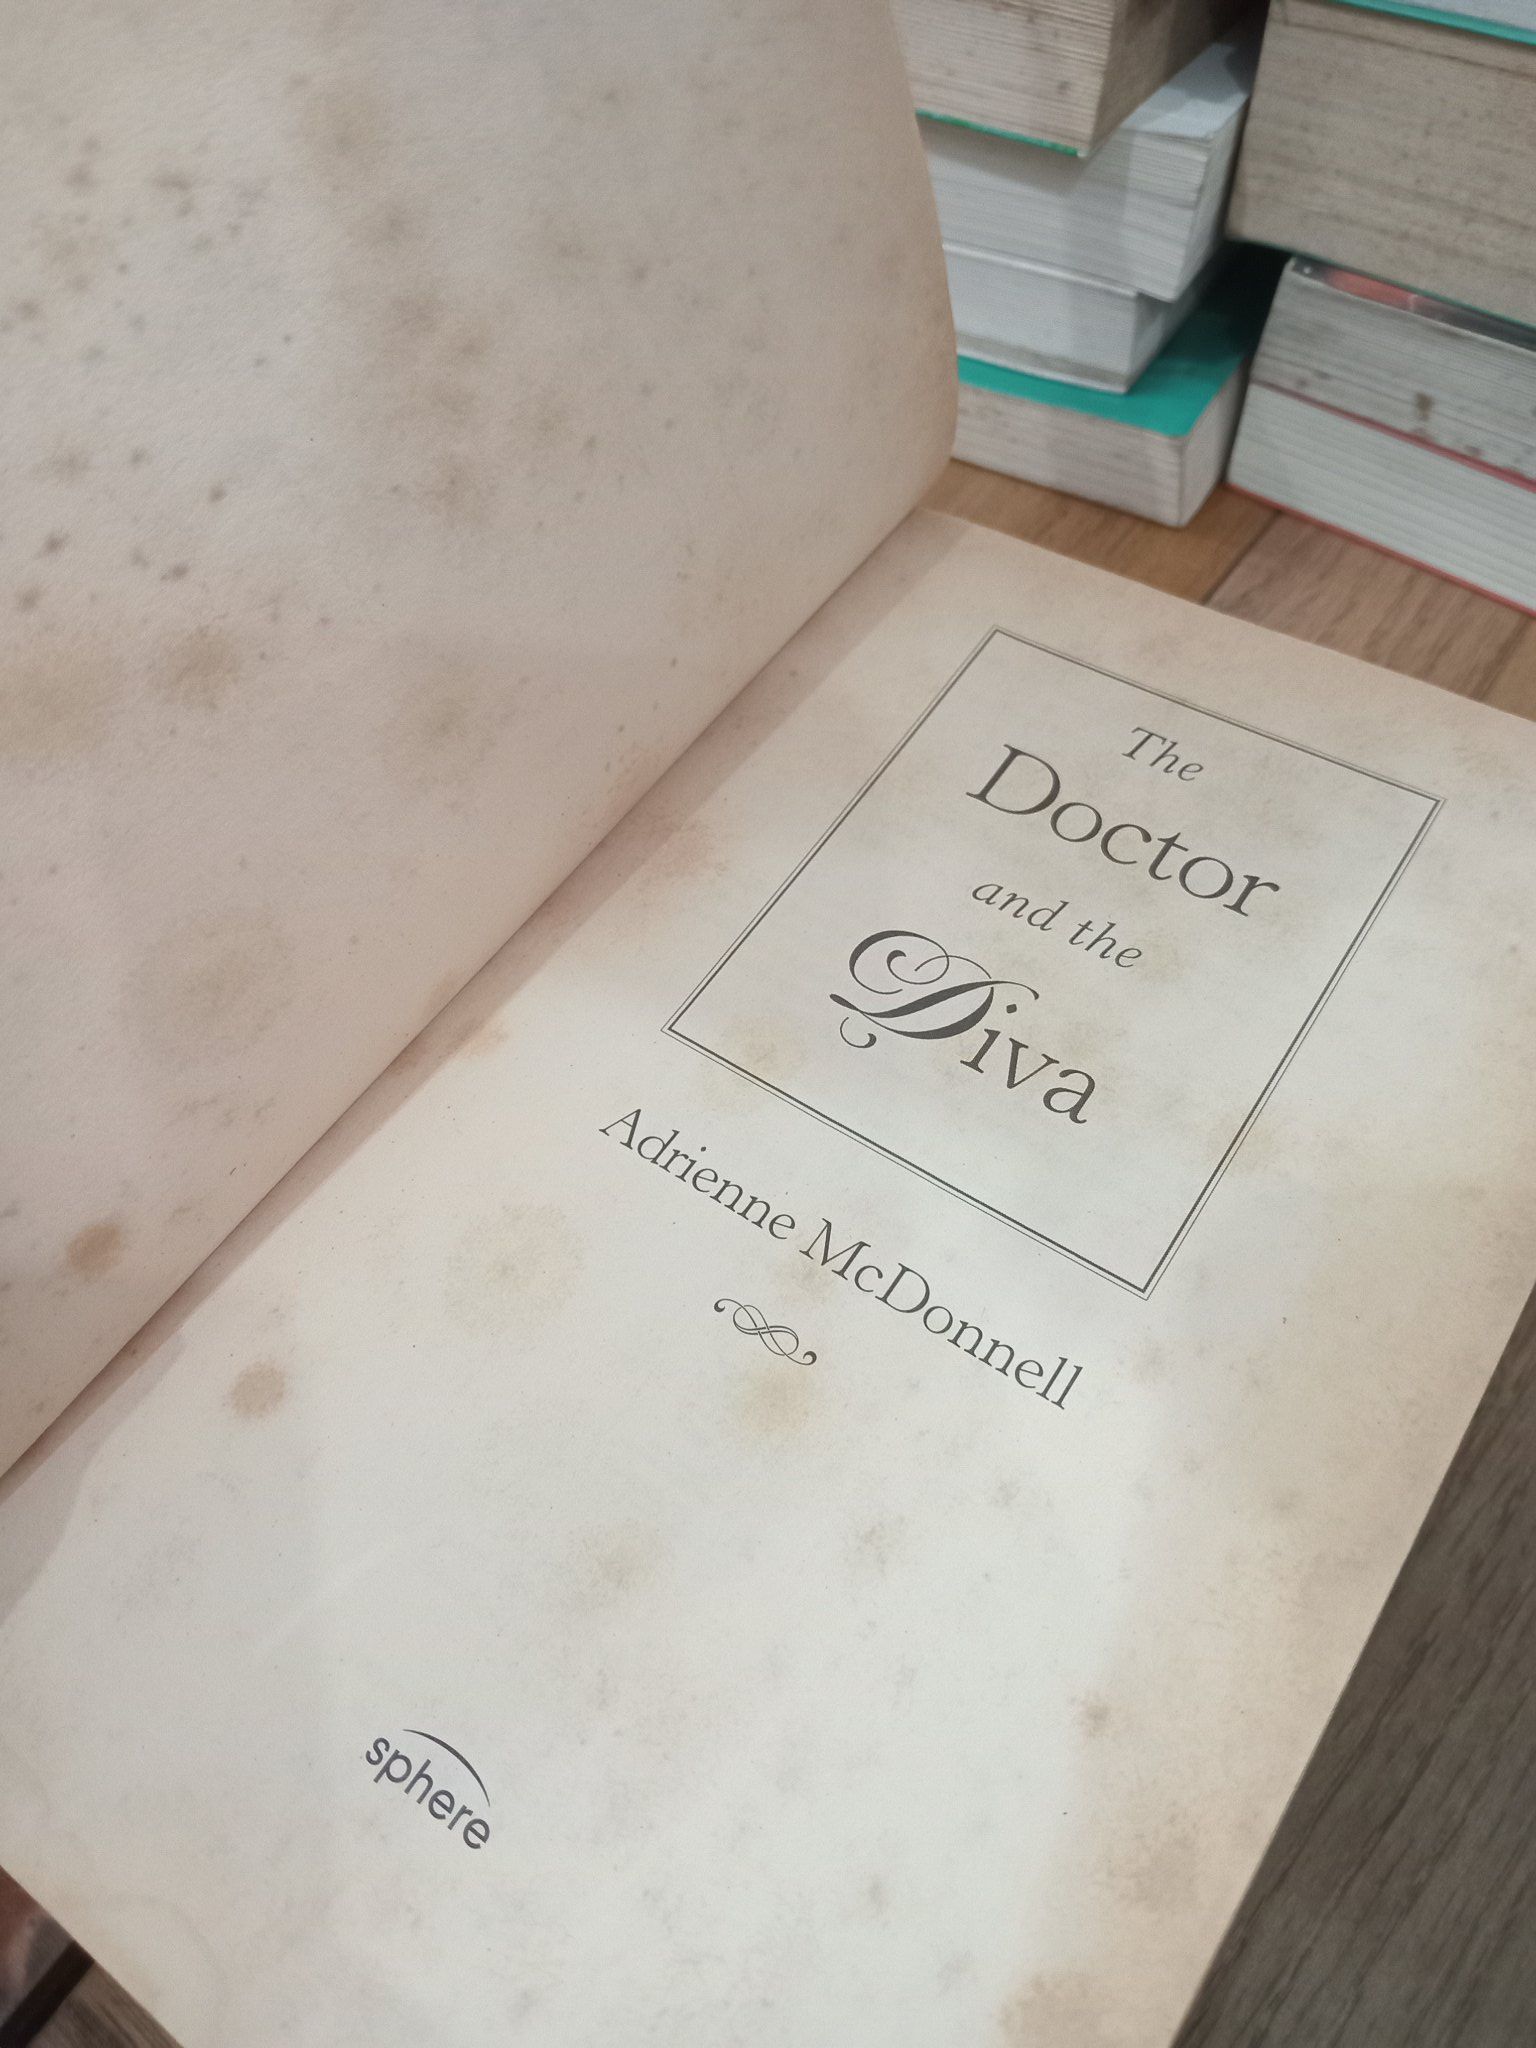 The
Doctor
and the
Diva
Adrienne McDonnell
sphere